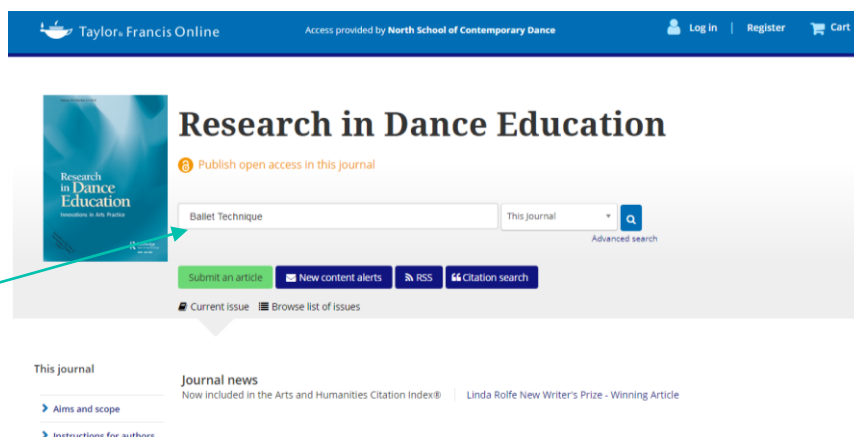 Taylor & Francis Online
Access provided by North School of Contemporary Dance
Log in | Register
Cart
Research in Dance Education
Publish open access in this journal
Research
in Dance
Education
Innovations in Arts Practice
Ballet Technique
This Journal
Advanced search
Submit an article
New content alerts
RSS
Citation search
Current issue
Browse list of issues
This journal
Journal news
Now included in the Arts and Humanities Citation Index® | Linda Rolfe New Writer's Prize - Winning Article
Aims and scope
Instructions for authors